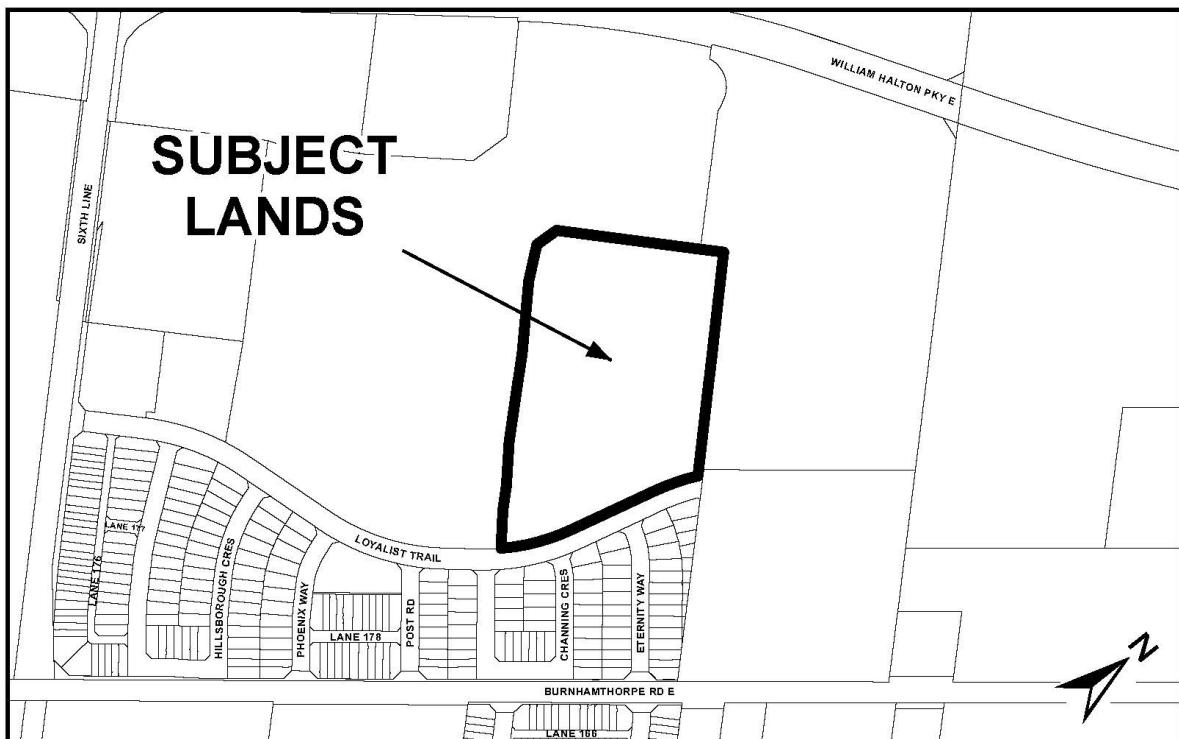 WILLIAM HALTON PKY E
SUBJECT
LANDS
SIXTH LINE
LOYALIST TRAIL
LANE 177
LANE 176
HILLSBOROUGH CRES
PHOENIX WAY
LANE 178
POST RD
CHANNING CRES
ETERNITY WAY
BURNHAMTHORPE RD E
LANE 166
N